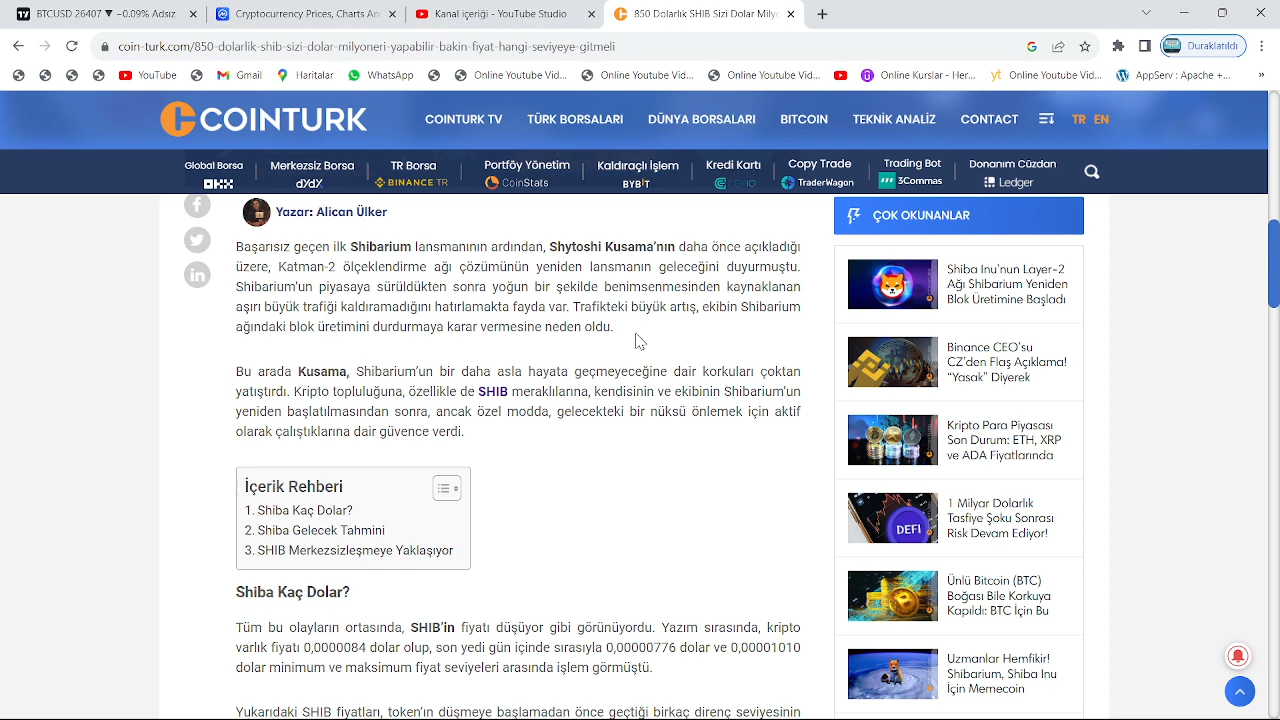 BTCUSD 26407 ▼ −0.09% Adsız
Cryptocurrency Prices, Charts An
Kanal İçeriği - YouTube Studio
850 Dolarlık SHIB Sizi Dolar Mily
coin-turk.com/850-dolarlik-shib-sizi-dolar-milyoneri-yapabilir-lakin-fiyat-hangi-seviyeye-gitmeli
Duraklatıldı
YouTube
Gmail
Haritalar
WhatsApp
Online Youtube Vid...
Online Youtube Vid...
Online Youtube Vid...
Online Kurslar - Her...
Online Youtube Vid...
AppServ : Apache +...
COINTURK
COINTURK TV
TÜRK BORSALARI
DÜNYA BORSALARI
BITCOIN
TEKNİK ANALİZ
CONTACT
TR EN
Global Borsa
OKX
Merkezsiz Borsa
dYdX
TR Borsa
BINANCE TR
Portföy Yönetim
CoinStats
Kaldıraçlı İşlem
BYBIT
Kredi Kartı
Copy Trade
TraderWagon
Trading Bot
3Commas
Donanım Cüzdan
Ledger
Yazar: Alican Ülker
Başarısız geçen ilk Shibarium lansmanının ardından, Shytoshi Kusama’nın daha önce açıkladığı
üzere, Katman-2 ölçeklendirme ağı çözümünün yeniden lansmanın geleceğini duyurmuştu.
Shibarium’un piyasaya sürüldükten sonra yoğun bir şekilde benimsenmesinden kaynaklanan
aşırı büyük trafiği kaldıramadığını hatırlamakta fayda var. Trafikteki büyük artış, ekibin Shibarium
ağındaki blok üretimini durdurmaya karar vermesine neden oldu.
Bu arada Kusama, Shibarium’un bir daha asla hayata geçmeyeceğine dair korkuları çoktan
yatıştırdı. Kripto topluluğuna, özellikle de SHIB meraklılarına, kendisinin ve ekibinin Shibarium’un
yeniden başlatılmasından sonra, ancak özel modda, gelecekteki bir nüksü önlemek için aktif
olarak çalıştıklarına dair güvence verdi.
İçerik Rehberi
1. Shiba Kaç Dolar?
2. Shiba Gelecek Tahmini
3. SHIB Merkezsizleşmeye Yaklaşıyor
Shiba Kaç Dolar?
Tüm bu olayların ortasında, SHIB’in fiyatı düşüyor gibi görünüyordu. Yazım sırasında, kripto
varlık fiyatı 0,0000084 dolar olup, son yedi gün içinde sırasıyla 0,00000776 dolar ve 0,00001010
dolar minimum ve maksimum fiyat seviyeleri arasında işlem görmüştü.
Yukarıdaki SHIB fiyatları, token’ın düşmeye başlamadan önce geçtiği birkaç direnç seviyesinin
ÇOK OKUNANLAR
Shiba Inu’nun Layer-2
Ağı Shibarium Yeniden
Blok Üretimine Başladı
Binance CEO’su
CZ’den Flaş Açıklama!
“Yasak” Diyerek
Kripto Para Piyasası
Son Durum: ETH, XRP
ve ADA Fiyatlarında
DEFI
1 Milyar Dolarlık
Tasfiye Şoku Sonrası
Risk Devam Ediyor!
Ünlü Bitcoin (BTC)
Boğası Bile Korkuya
Kapıldı: BTC İçin Bu
Uzmanlar Hemfikir!
Shibarium, Shiba Inu
İçin Memecoin